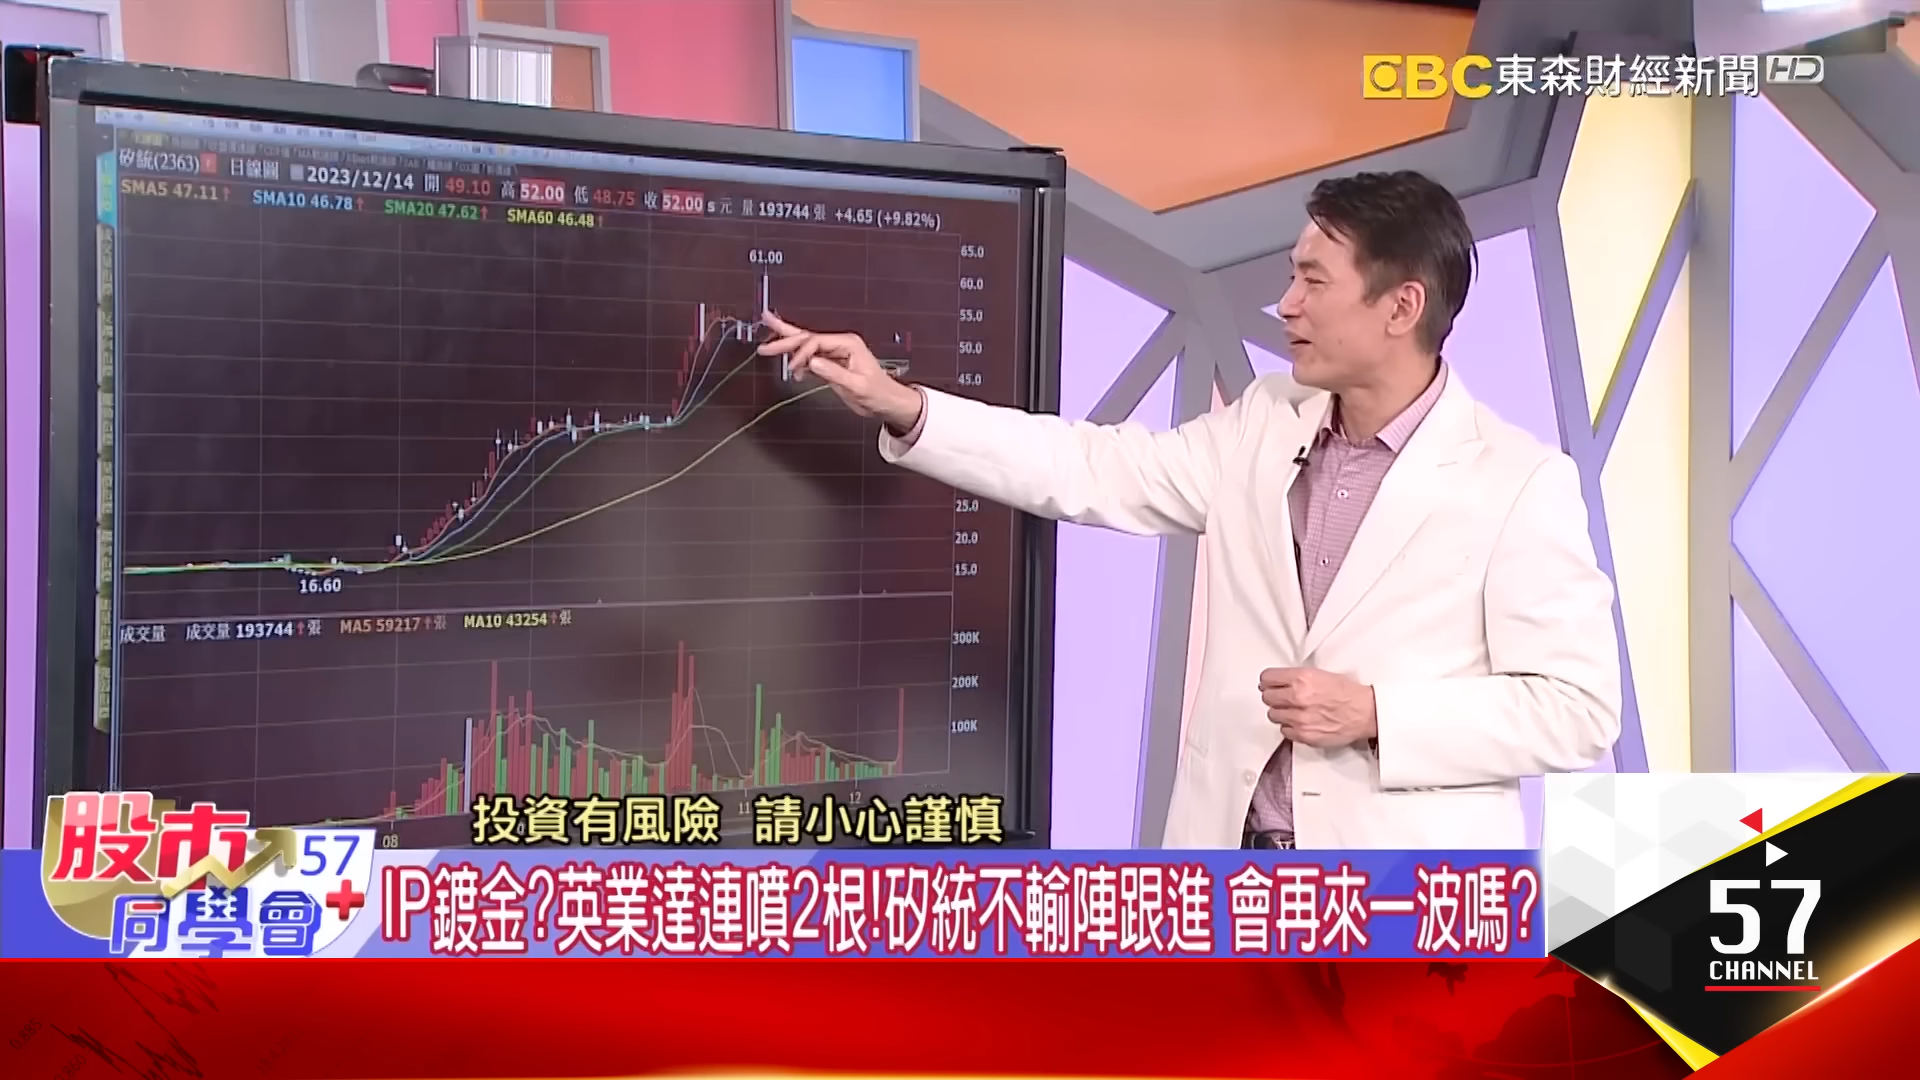 EBC東森財經新聞HD
矽統(2363) 日線圖 2023/12/14 開 49.10 高 52.00 低 48.75 收 52.00 s 元 量 193744 張 +4.65 (+9.82%)
SMA5 47.11↑ SMA10 46.78↑ SMA20 47.62↑ SMA60 46.48↑
65.0
61.00
60.0
55.0
50.0
45.0
25.0
20.0
15.0
16.60
成交量 成交量 193744↑張 MA5 59217↑張 MA10 43254↑張
300K
200K
100K
08
11
12
投資有風險 請小心謹慎
股市
57
同學會+
IP鍍金?英業達連噴2根!矽統不輸陣跟進 會再來一波嗎?
57
CHANNEL